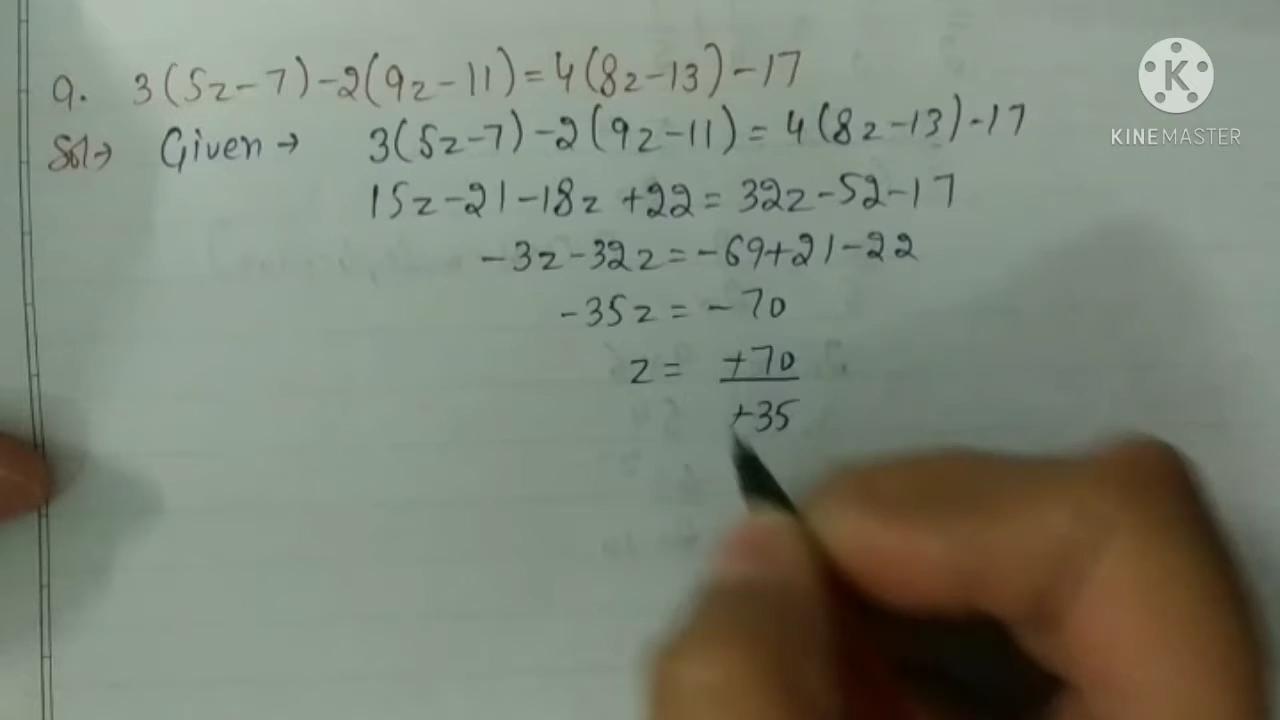 9. 3(5z-7)-2(9z-11)=4(8z-13)-17
Sol→ Given→ 3(5z-7)-2(9z-11)=4(8z-13)-17
15z-21-18z+22=32z-52-17
-3z-32z=-69+21-22
-35z=-70
z= +70
+35
K
KINEMASTER